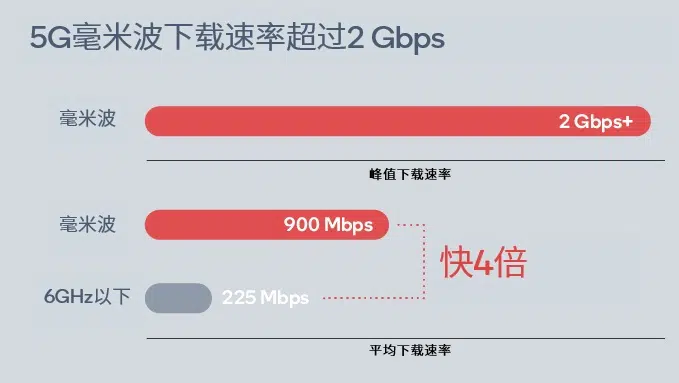 5G毫米波下载速率超过2 Gbps
毫米波
2 Gbps+
峰值下载速率
毫米波
900 Mbps
快4倍
6GHz以下
225 Mbps
平均下载速率